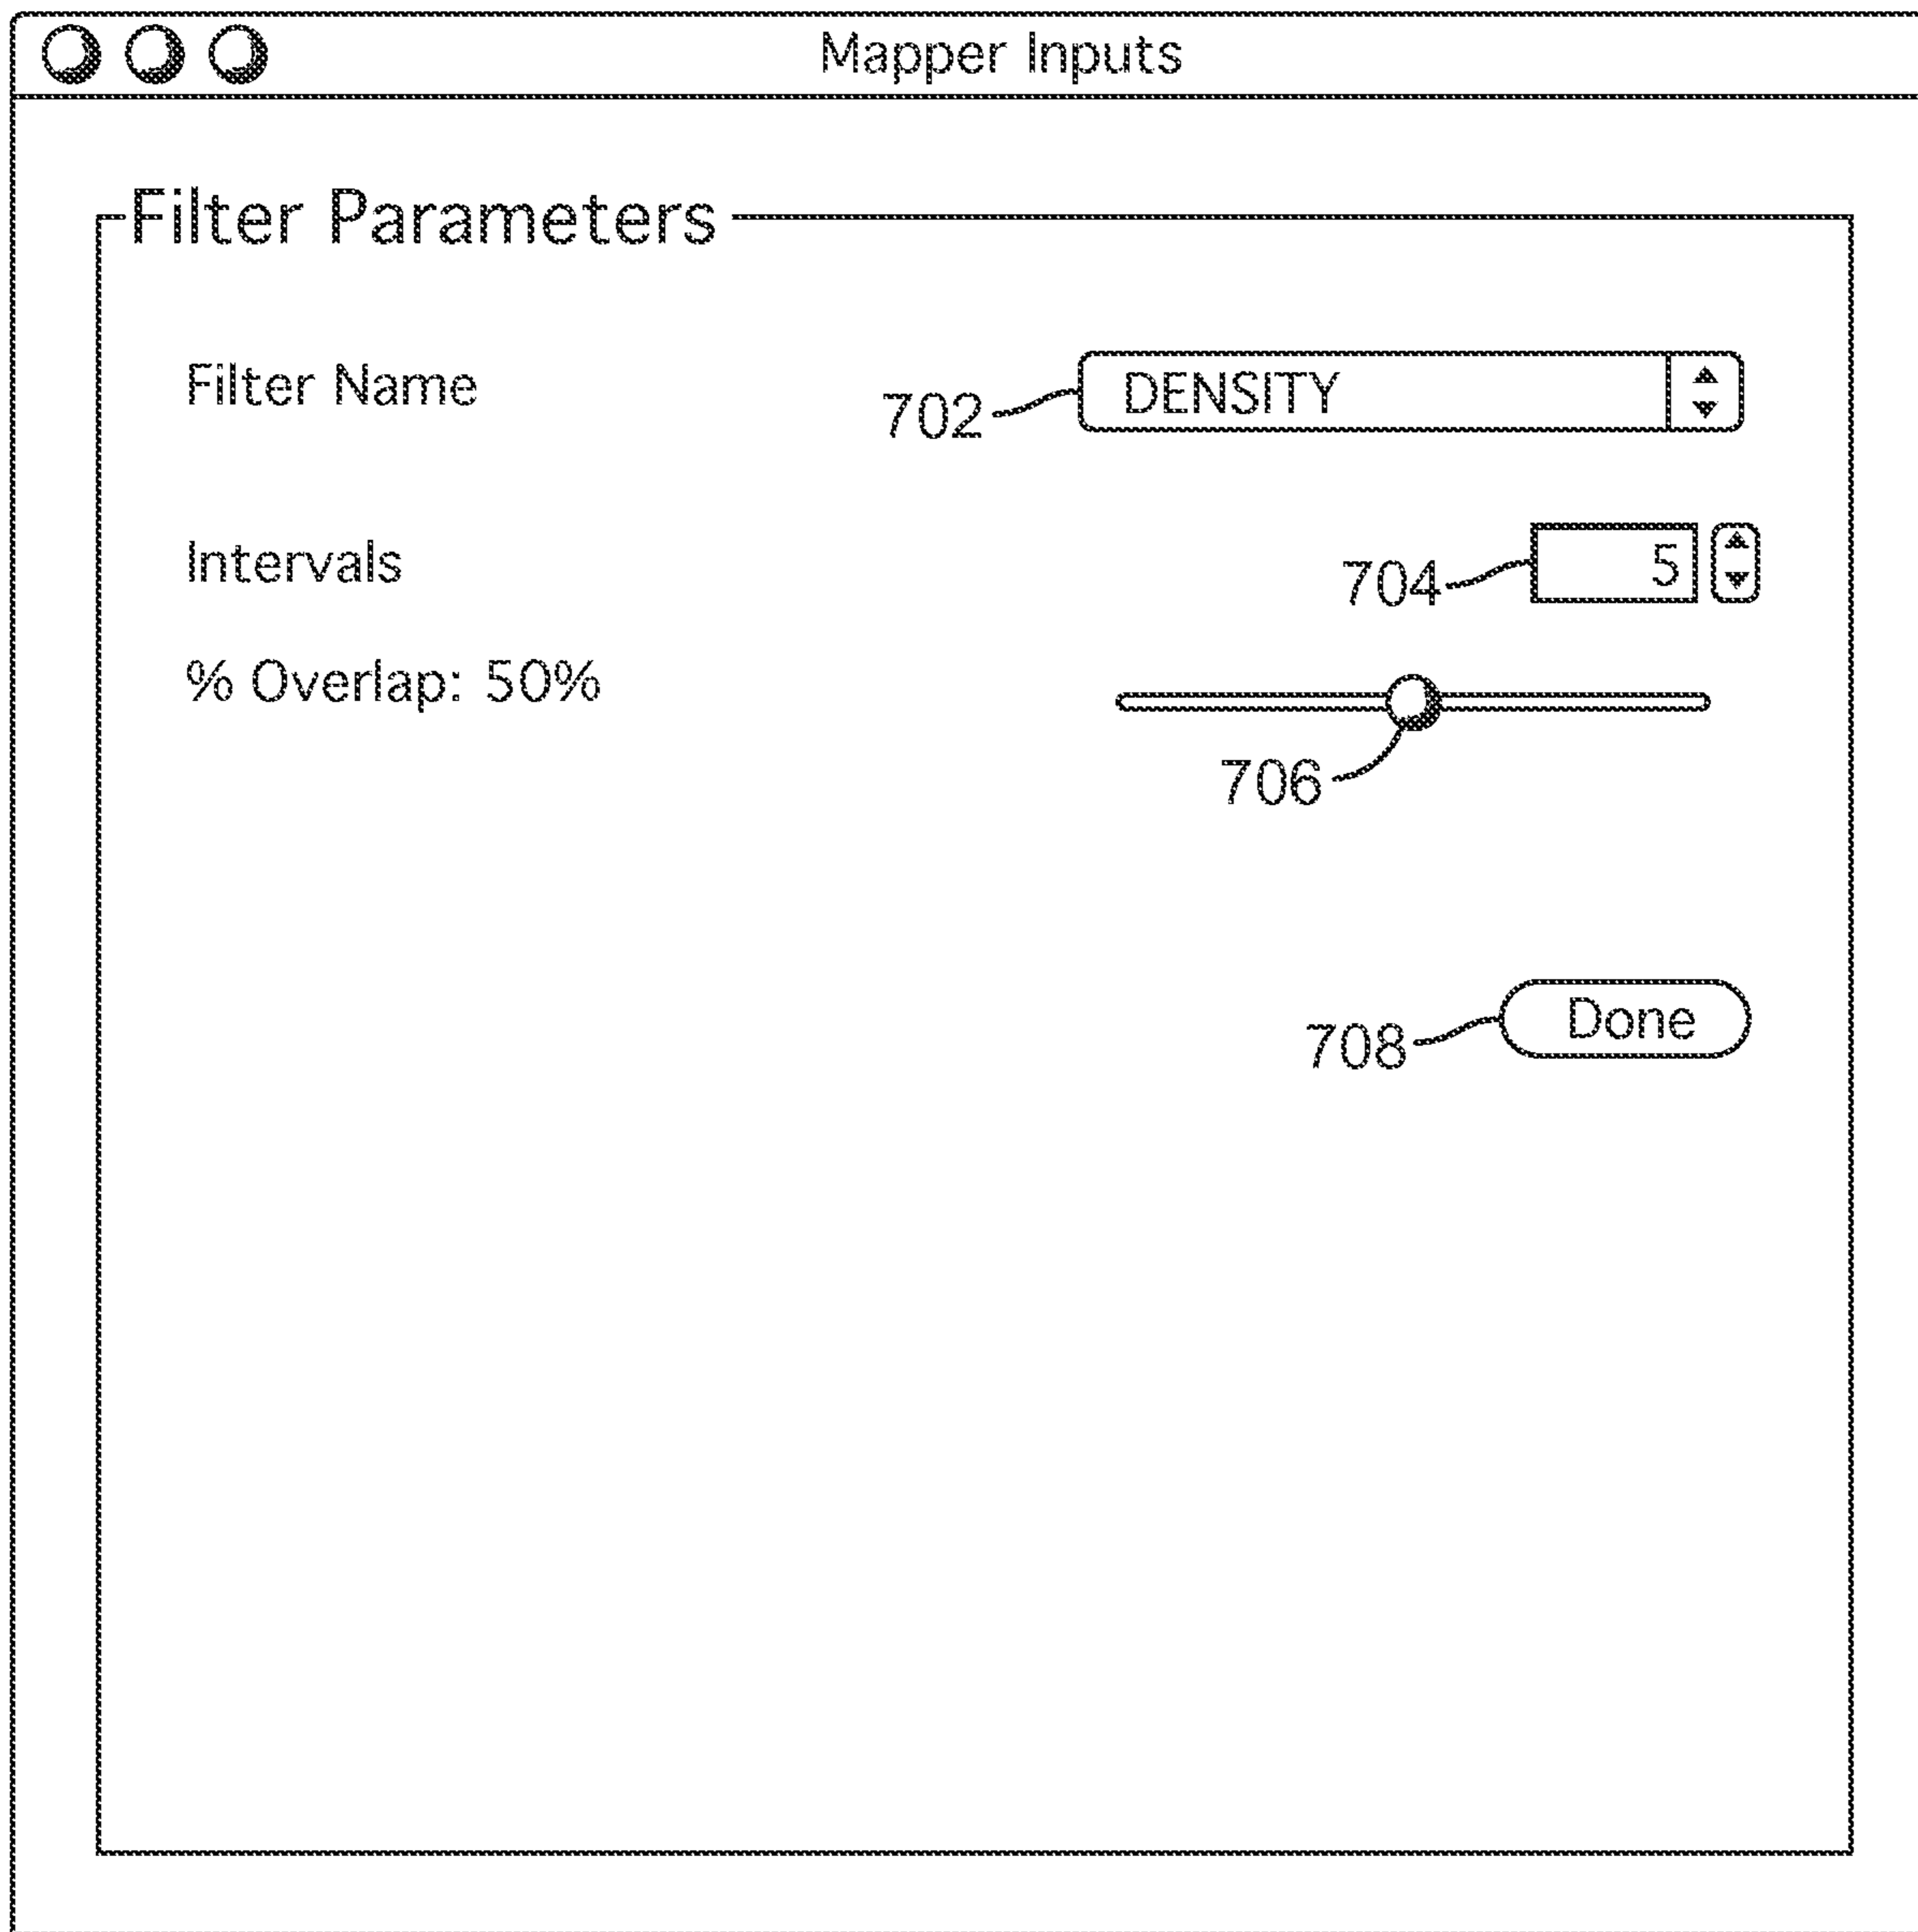 Mapper Inputs
Filter Parameters
Filter Name
702
DENSITY
Intervals
704
5
% Overlap: 50%
706
708
Done